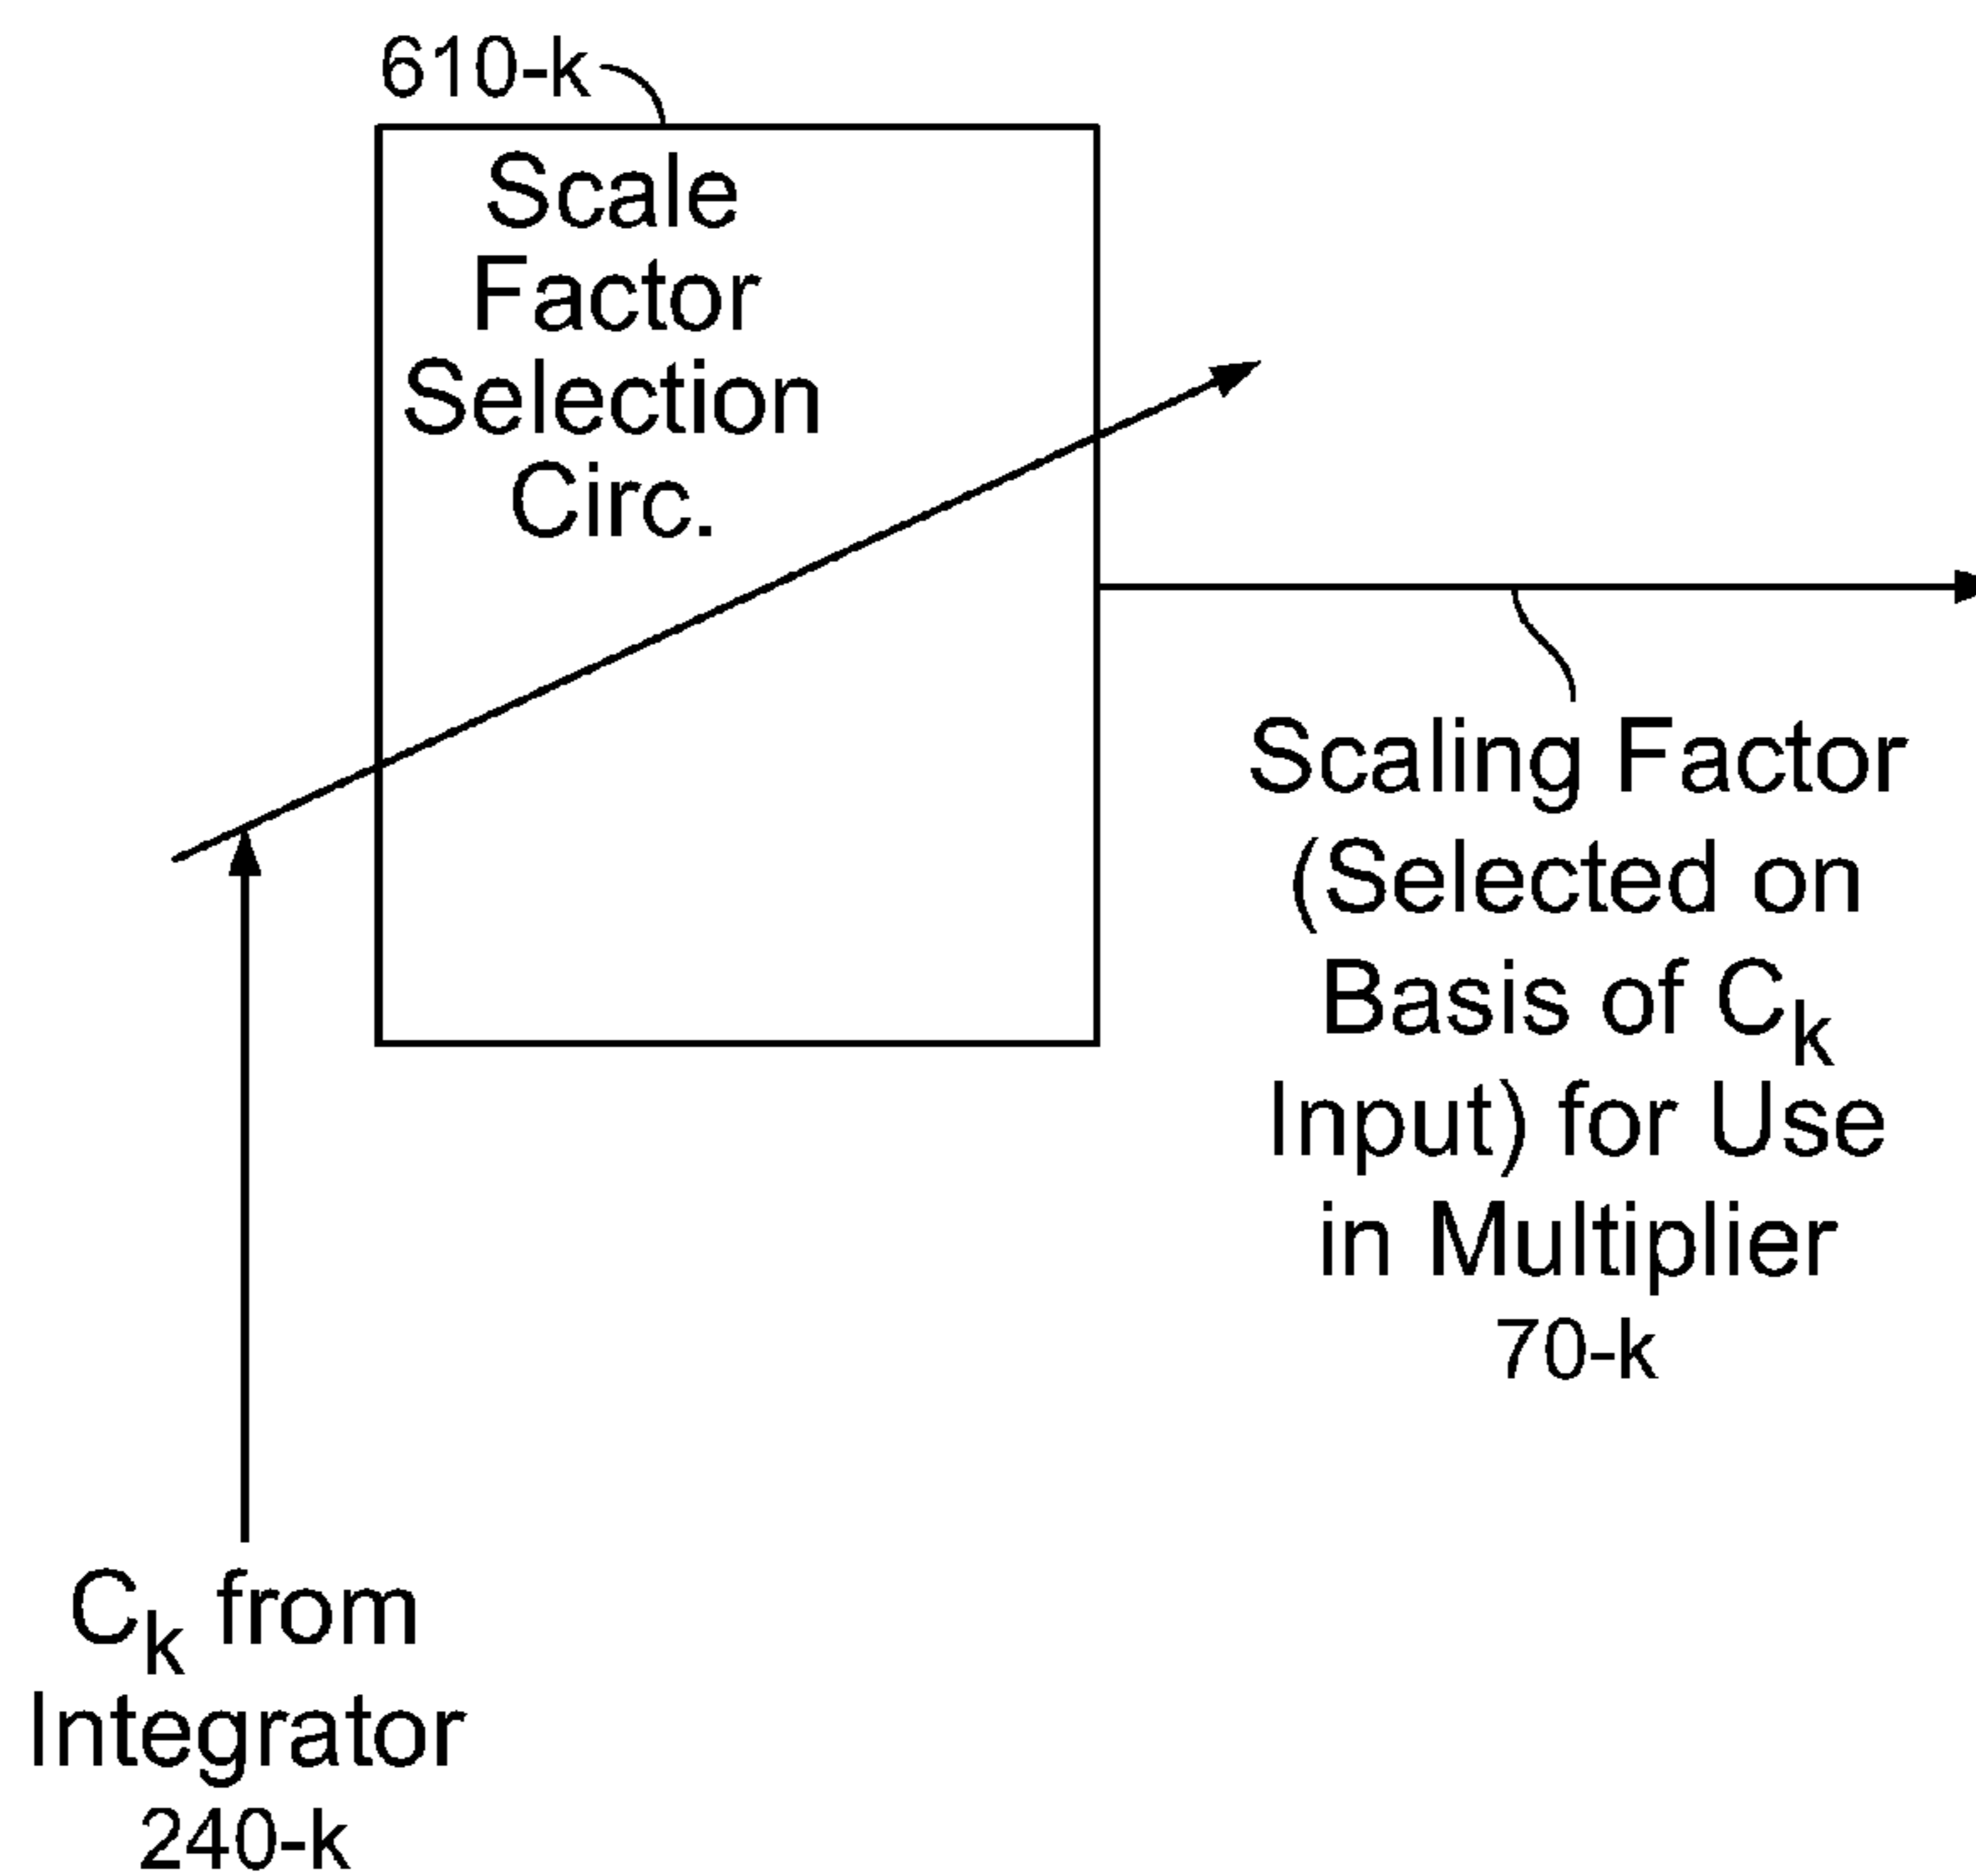 610-k
Scale
Factor
Selection
Circ.
Scaling Factor
(Selected on
Basis of Ck
Input) for Use
in Multiplier
70-k
Ck from
Integrator
240-k